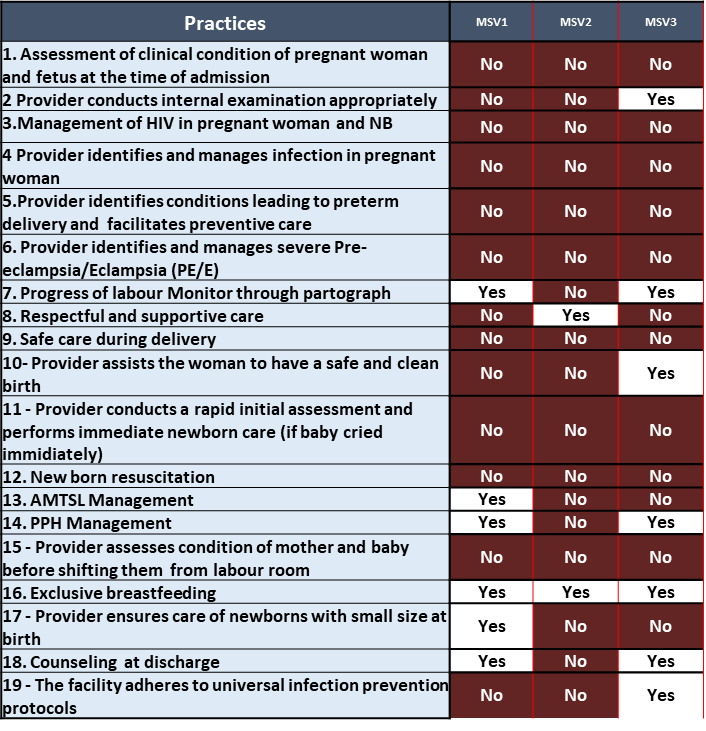 Practices MSV1 MSV2 MSV3
1. Assessment of clinical condition of pregnant woman
and fetus at the time of admission
No No No
2 Provider conducts internal examination appropriately No No Yes
3.Management of HIV in pregnant woman and NB No No No
4 Provider identifies and manages infection in pregnant
woman
No No No
5.Provider identifies conditions leading to preterm
delivery and facilitates preventive care
No No No
6. Provider identifies and manages severe Pre-
eclampsia/Eclampsia (PE/E)
No No No
7. Progress of labour Monitor through partograph Yes No Yes
8. Respectful and supportive care No Yes No
9. Safe care during delivery No No No
10- Provider assists the woman to have a safe and clean
birth
No No Yes
11 - Provider conducts a rapid initial assessment and
performs immediate newborn care (if baby cried
immidiately)
No No No
12. New born resuscitation No No No
13. AMTSL Management Yes No No
14. PPH Management Yes No Yes
15 - Provider assesses condition of mother and baby
before shifting them from labour room
No No No
16. Exclusive breastfeeding Yes Yes Yes
17 - Provider ensures care of newborns with small size at
birth
Yes No No
18. Counseling at discharge Yes No Yes
19 - The facility adheres to universal infection prevention
protocols
No No Yes